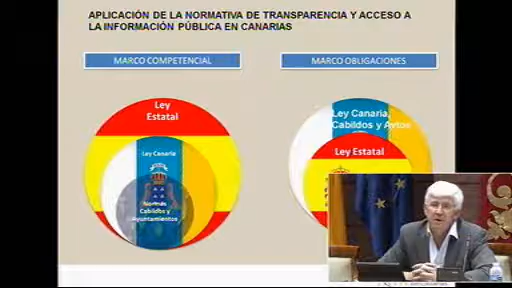 APLICACIÓN DE LA NORMATIVA DE TRANSPARENCIA Y ACCESO A
LA INFORMACIÓN PÚBLICA EN CANARIAS
MARCO COMPETENCIAL
MARCO OBLIGACIONES
Ley
Estatal
Ley Canaria
Normas
Cabildos y
Ayuntamientos
Ley Canaria,
Cabildos y Aytos
Ley Estatal